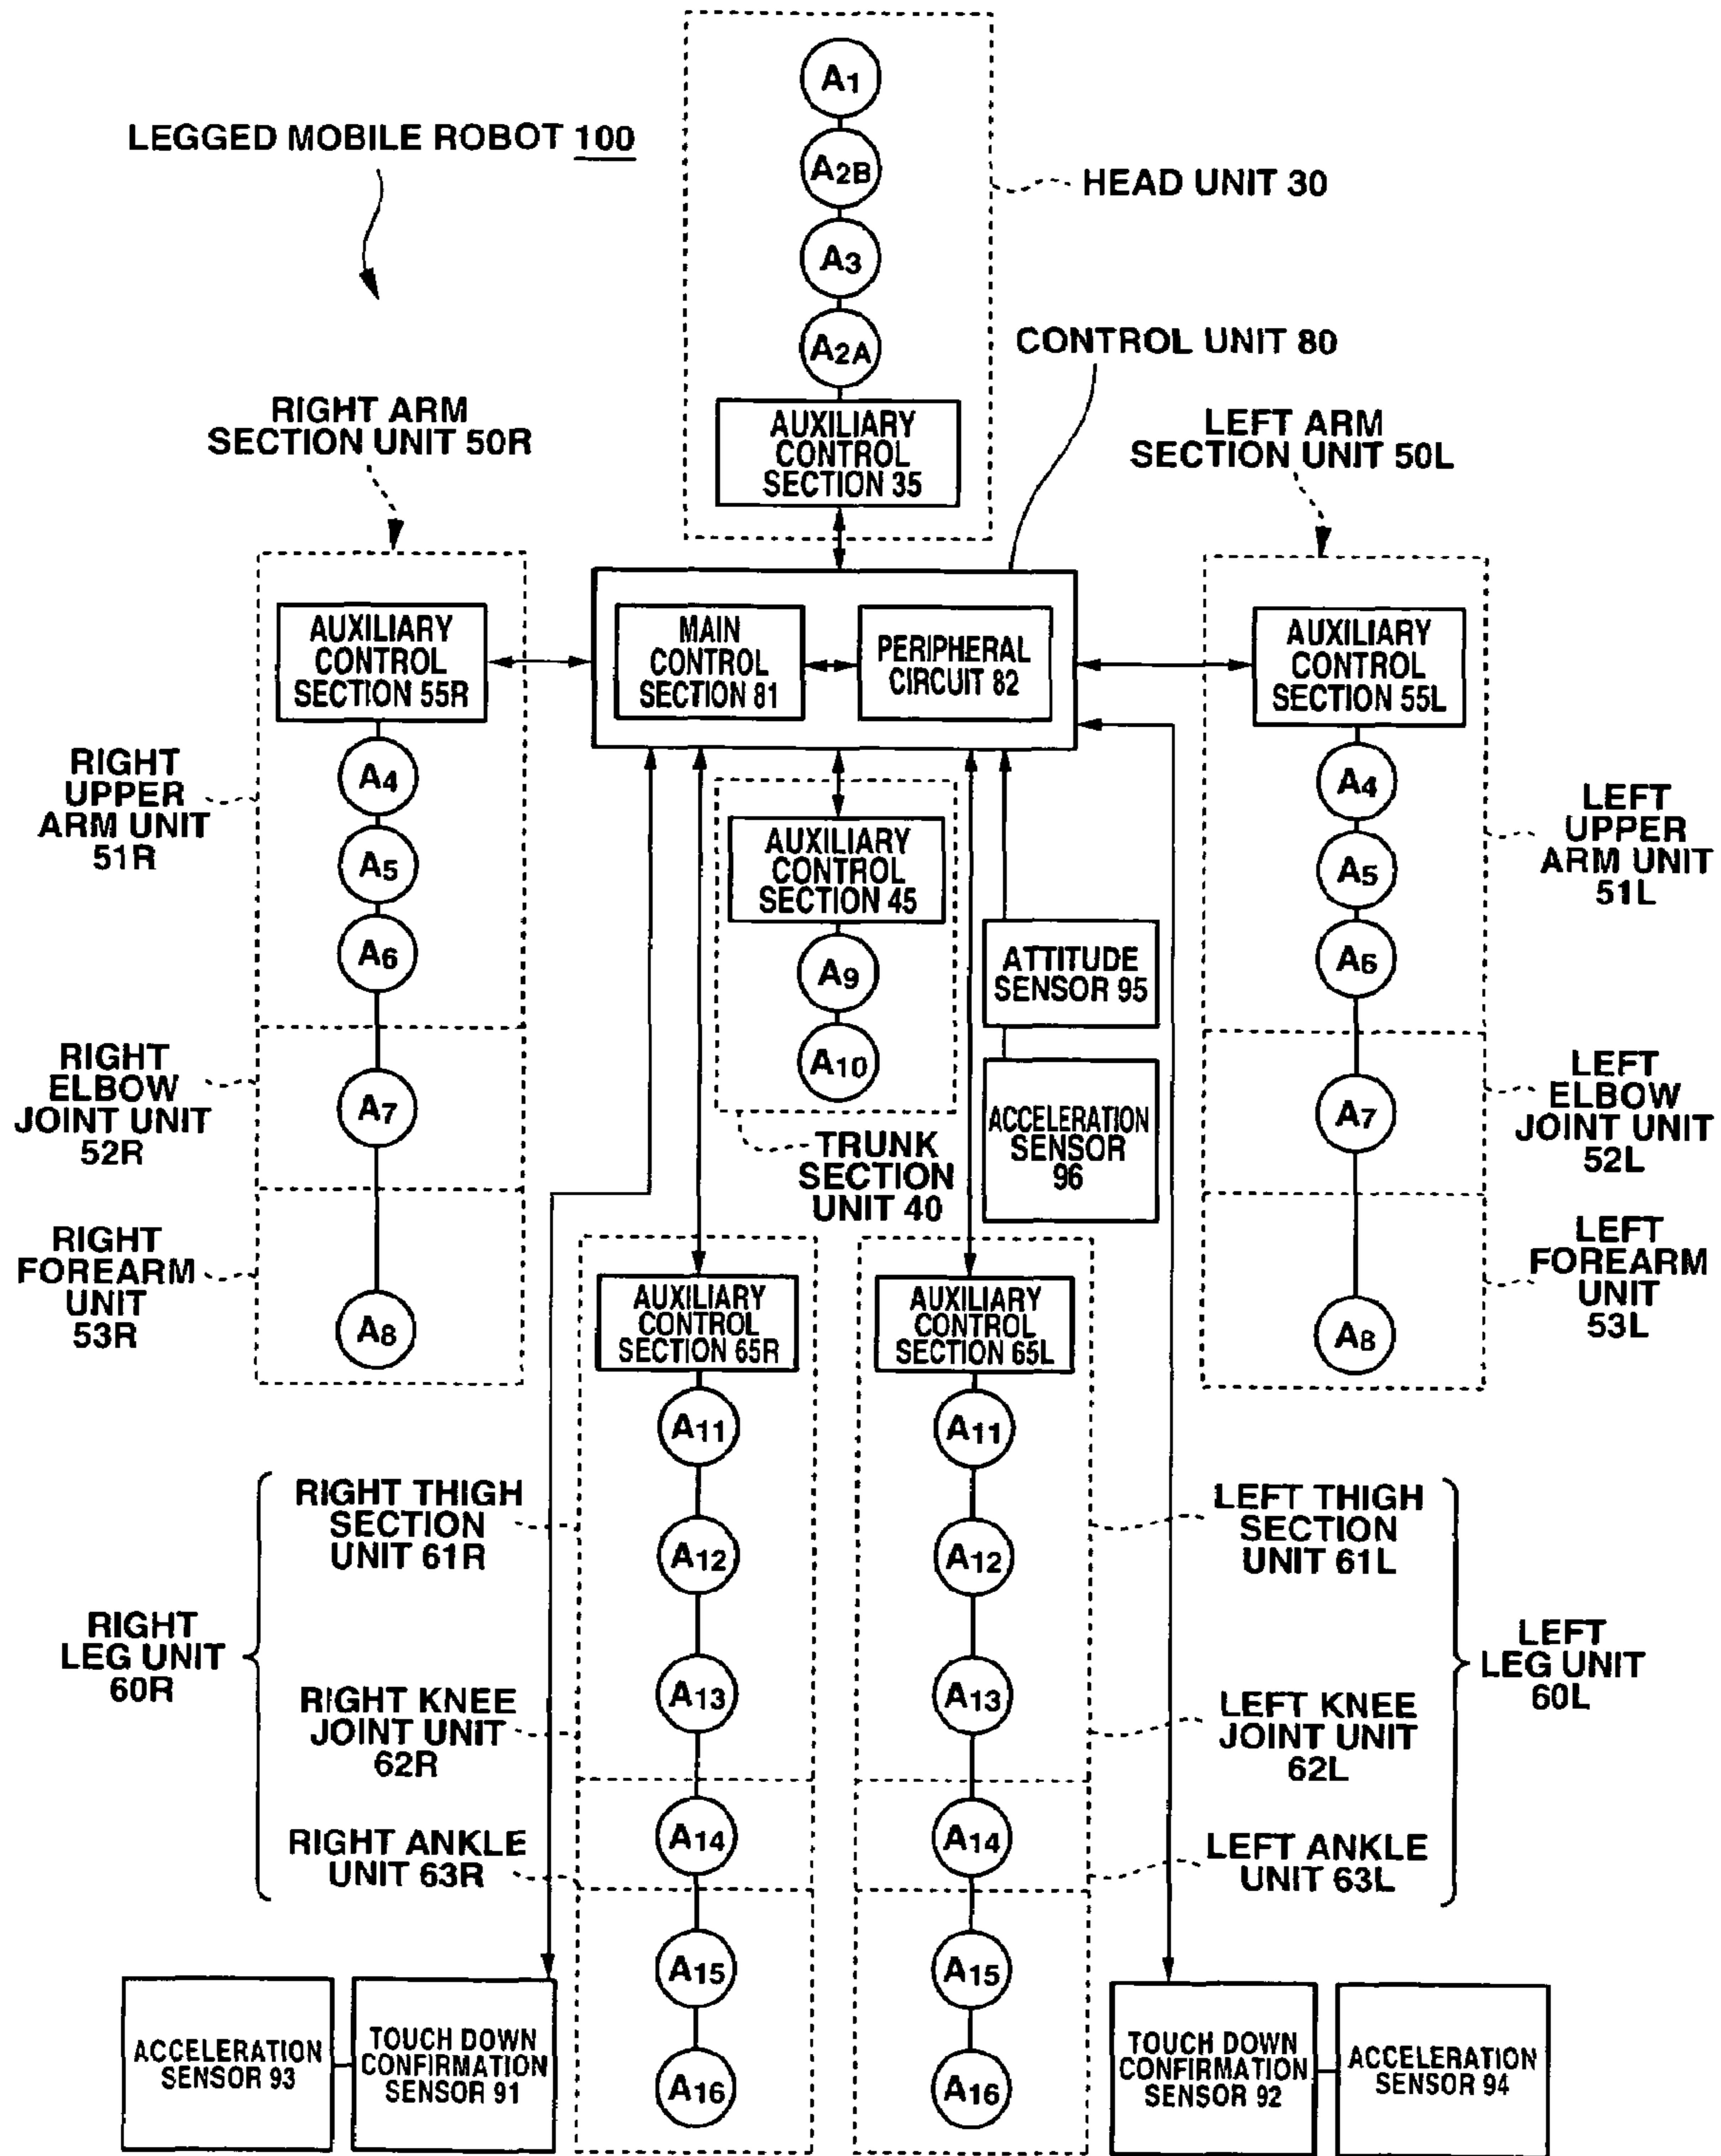 LEGGED MOBILE ROBOT 100
A1
A2B
A3
A2A
HEAD UNIT 30
AUXILIARY
CONTROL
SECTION 35
CONTROL UNIT 80
RIGHT ARM
SECTION UNIT 50R
LEFT ARM
SECTION UNIT 50L
AUXILIARY
CONTROL
SECTION 55R
MAIN
CONTROL
SECTION 81
PERIPHERAL
CIRCUIT 82
AUXILIARY
CONTROL
SECTION 55L
RIGHT
UPPER
ARM UNIT
51R
A4
A5
A6
AUXILIARY
CONTROL
SECTION 45
A9
A10
TRUNK
SECTION
UNIT 40
ATTITUDE
SENSOR 95
ACCELERATION
SENSOR
96
A4
A5
A6
LEFT
UPPER
ARM UNIT
51L
RIGHT
ELBOW
JOINT UNIT
52R
A7
A7
LEFT
ELBOW
JOINT UNIT
52L
RIGHT
FOREARM
UNIT
53R
A8
A8
LEFT
FOREARM
UNIT
53L
AUXILIARY
CONTROL
SECTION 65R
AUXILIARY
CONTROL
SECTION 65L
RIGHT
LEG UNIT
60R
RIGHT THIGH
SECTION
UNIT 61R
RIGHT KNEE
JOINT UNIT
62R
RIGHT ANKLE
UNIT 63R
A11
A12
A13
A14
A15
A16
A11
A12
A13
A14
A15
A16
LEFT THIGH
SECTION
UNIT 61L
LEFT KNEE
JOINT UNIT
62L
LEFT ANKLE
UNIT 63L
LEFT
LEG UNIT
60L
ACCELERATION
SENSOR 93
TOUCH DOWN
CONFIRMATION
SENSOR 91
TOUCH DOWN
CONFIRMATION
SENSOR 92
ACCELERATION
SENSOR 94